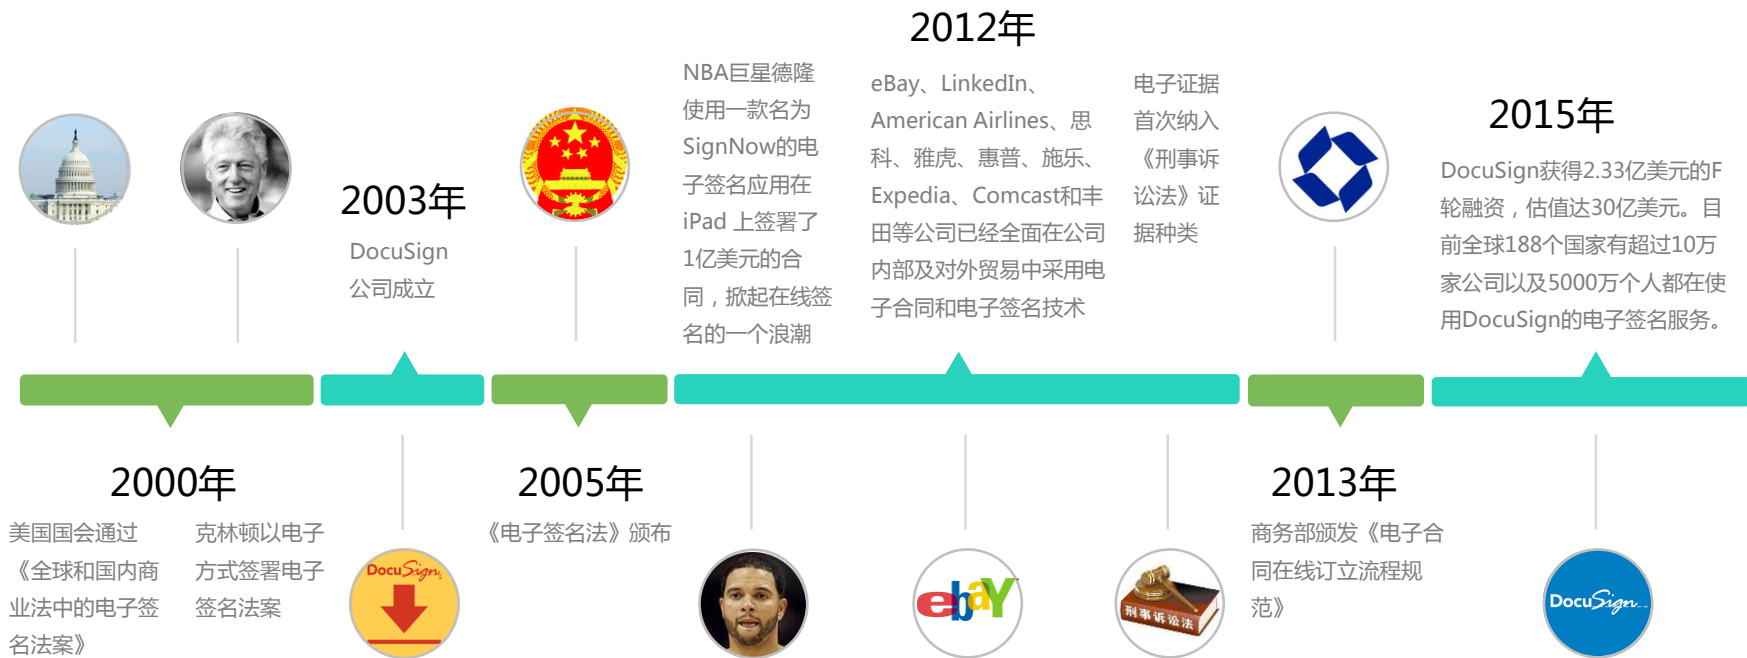 2000年
美国国会通过
《全球和国内商
业法中的电子签
名法案》
克林顿以电子
方式签署电子
签名法案
2003年
DocuSign
公司成立
DocuSign
2005年
《电子签名法》颁布
2012年
NBA巨星德隆
使用一款名为
SignNow的电
子签名应用在
iPad 上签署了
1亿美元的合
同，掀起在线签
名的一个浪潮
eBay、LinkedIn、
American Airlines、思
科、雅虎、惠普、施乐、
Expedia、Comcast和丰
田等公司已经全面在公司
内部及对外贸易中采用电
子合同和电子签名技术
ebaY
电子证据
首次纳入
《刑事诉
讼法》证
据种类
刑事诉讼法
2013年
商务部颁发《电子合
同在线订立流程规
范》
2015年
DocuSign获得2.33亿美元的F
轮融资，估值达30亿美元。目
前全球188个国家有超过10万
家公司以及5000万个人都在使
用DocuSign的电子签名服务。
DocuSign